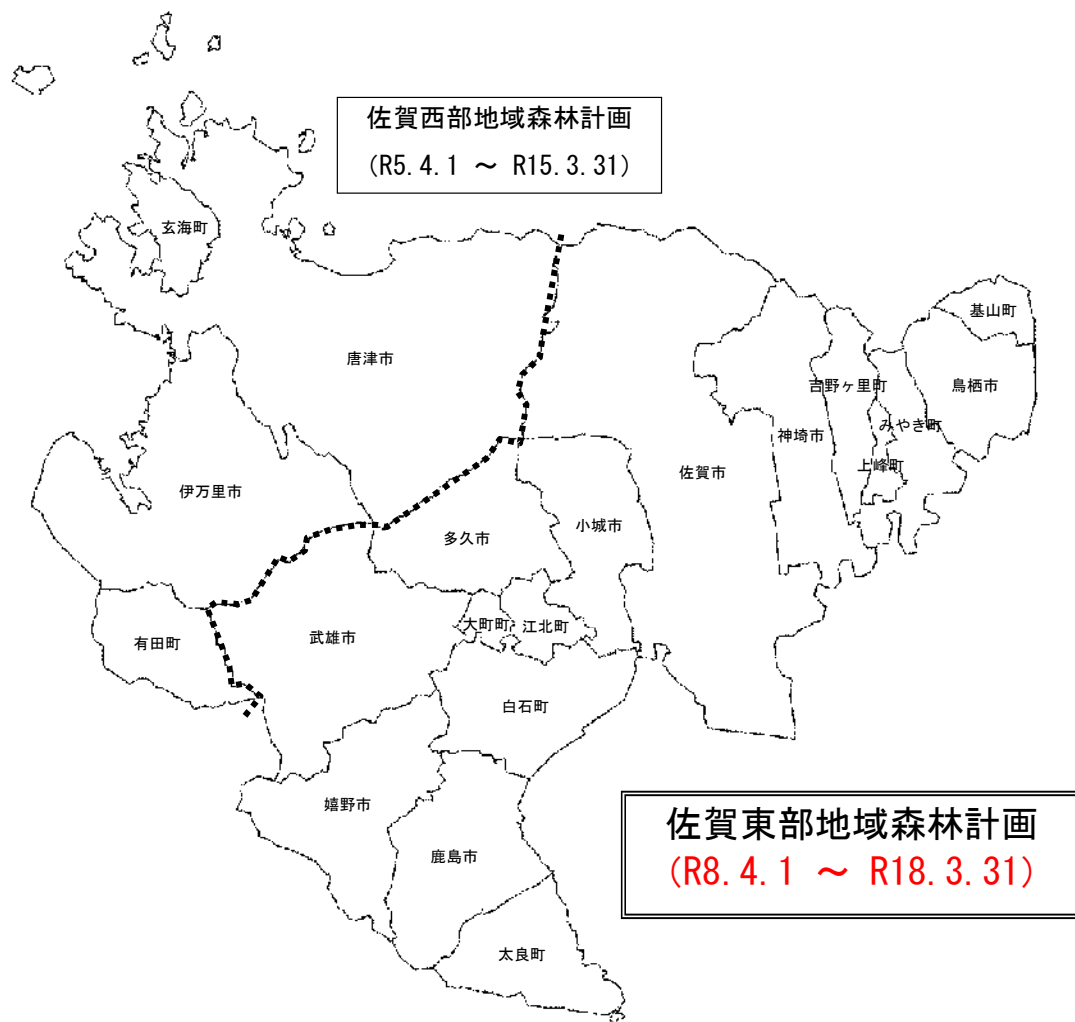 佐賀西部地域森林計画
(R5.4.1 ～ R15.3.31)
玄海町
基山町
唐津市
吉野ヶ里町
鳥栖市
みやき町
神埼市
上峰町
佐賀市
伊万里市
小城市
多久市
大町町
江北町
有田町
武雄市
白石町
嬉野市
鹿島市
太良町
佐賀東部地域森林計画
(R8.4.1 ～ R18.3.31)